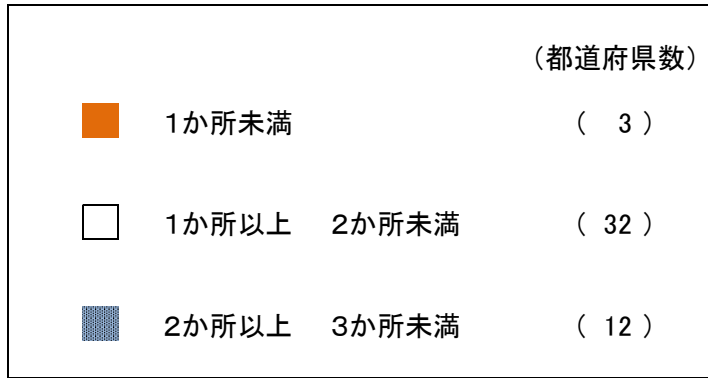 （都道府県数）
１か所未満 （ 3 ）
１か所以上 ２か所未満 （ 32 ）
２か所以上 ３か所未満 （ 12 ）